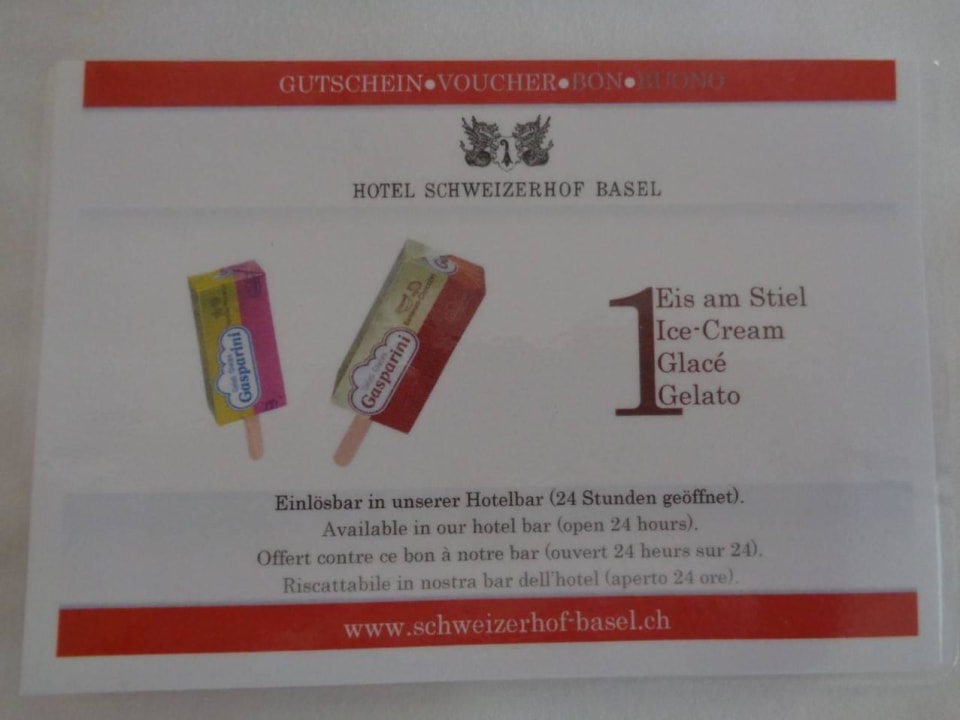 GUTSCHEIN●VOUCHER●BON●BUONO
HOTEL SCHWEIZERHOF BASEL
Gasparini
Gasparini
1
Eis am Stiel
Ice-Cream
Glacé
Gelato
Einlösbar in unserer Hotelbar (24 Stunden geöffnet).
Available in our hotel bar (open 24 hours).
Offert contre ce bon à notre bar (ouvert 24 heurs sur 24).
Riscattabile in nostra bar dell'hotel (aperto 24 ore).
www.schweizerhof-basel.ch